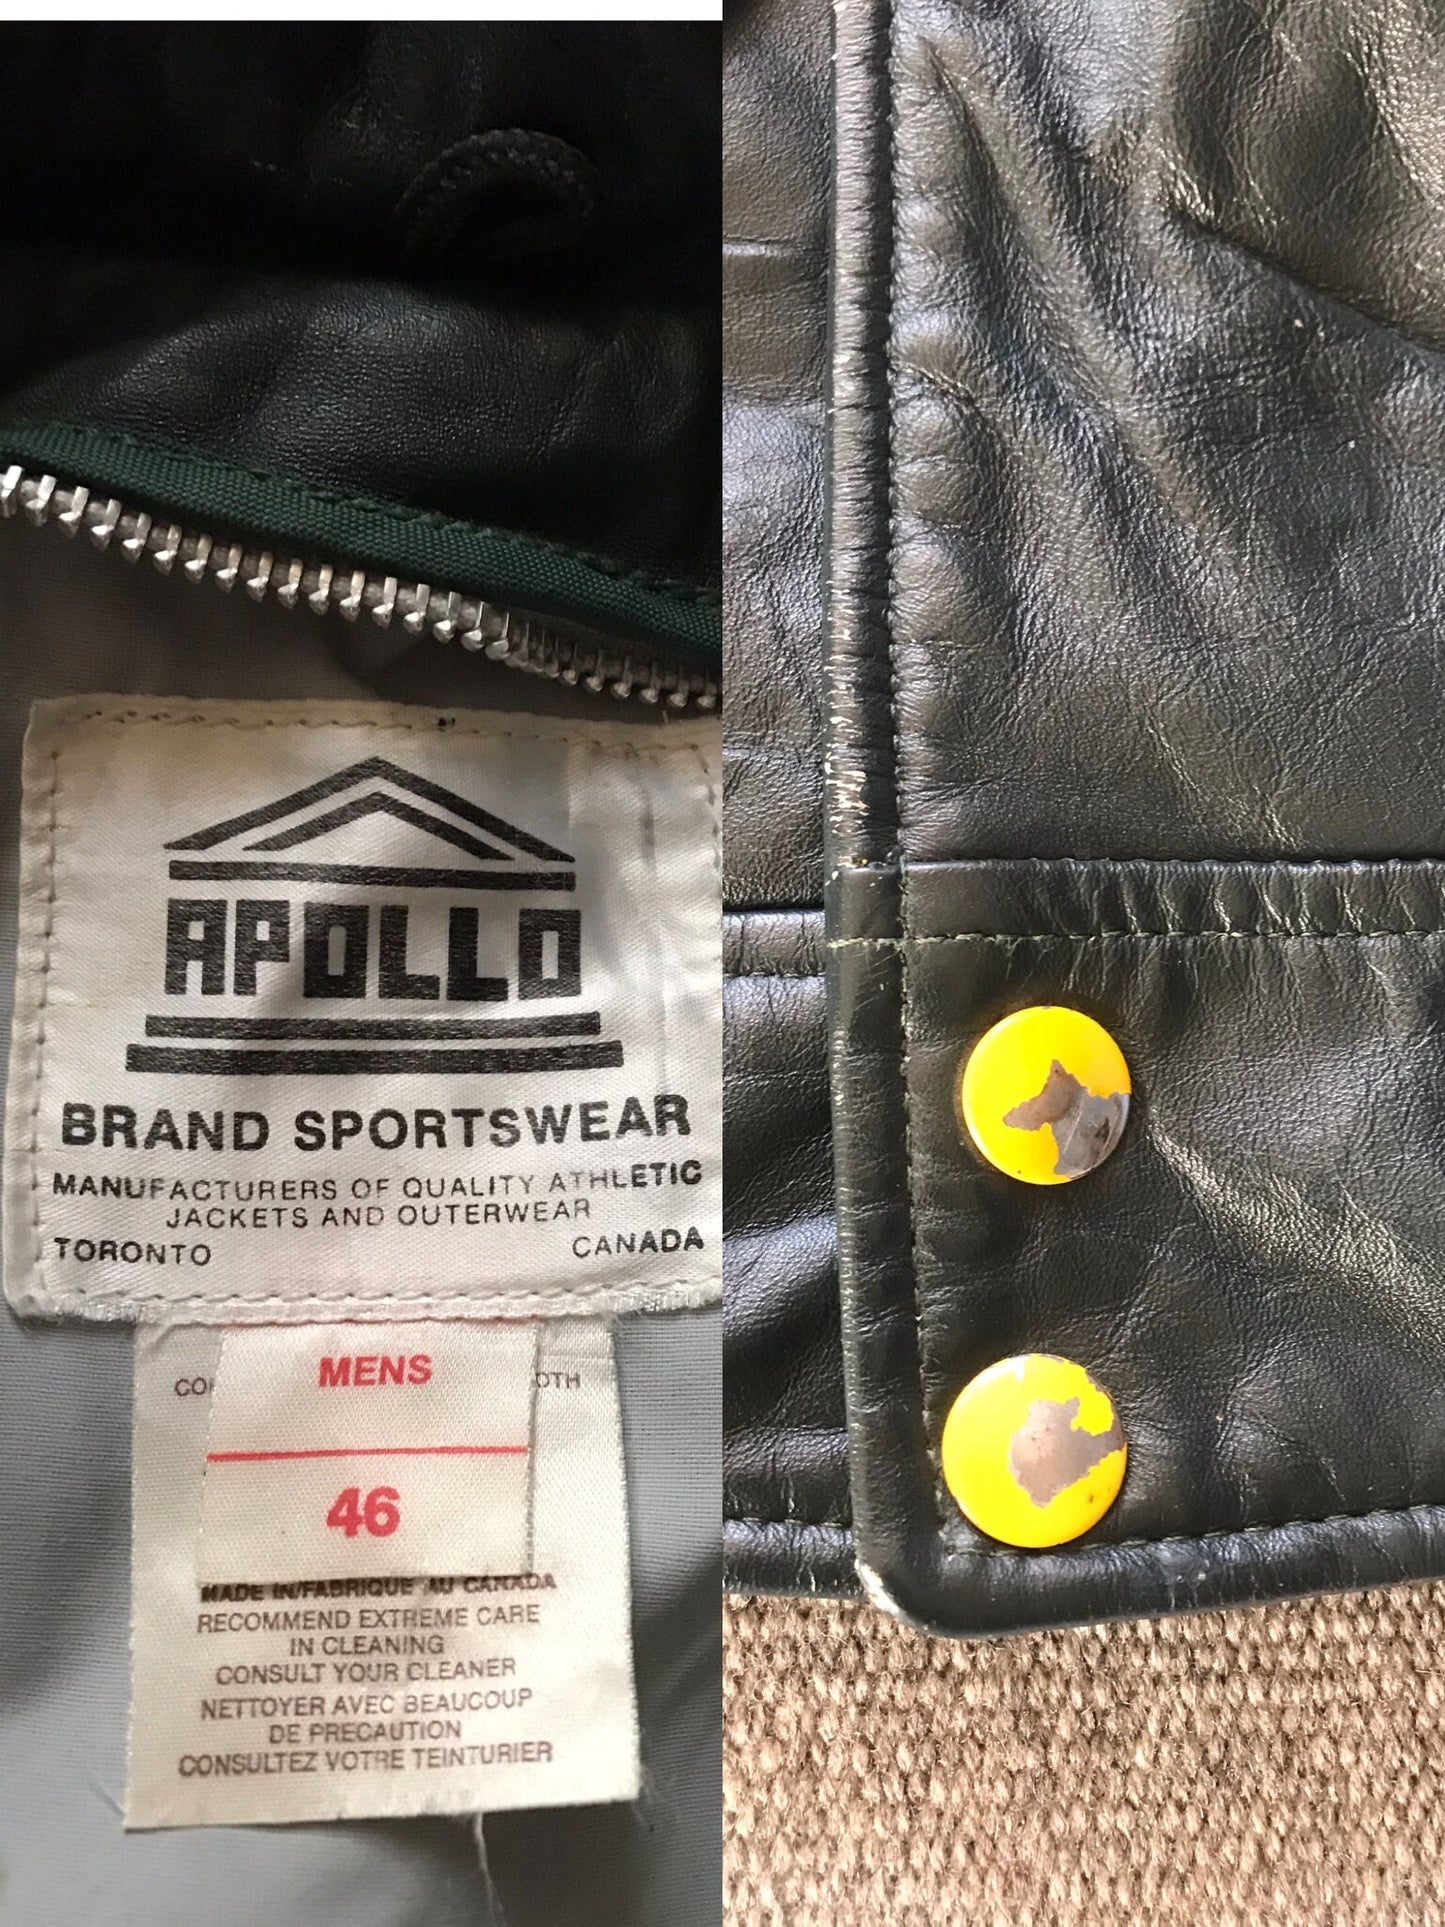 APOLLO
BRAND SPORTSWEAR
MANUFACTURERS OF QUALITY ATHLETIC
JACKETS AND OUTERWEAR
TORONTO CANADA
MENS
46
MADE IN/FABRIQUE AU CANADA
RECOMMEND EXTREME CARE
IN CLEANING
CONSULT YOUR CLEANER
NETTOYER AVEC BEAUCOUP
DE PRECAUTION
CONSULTEZ VOTRE TEINTURIER